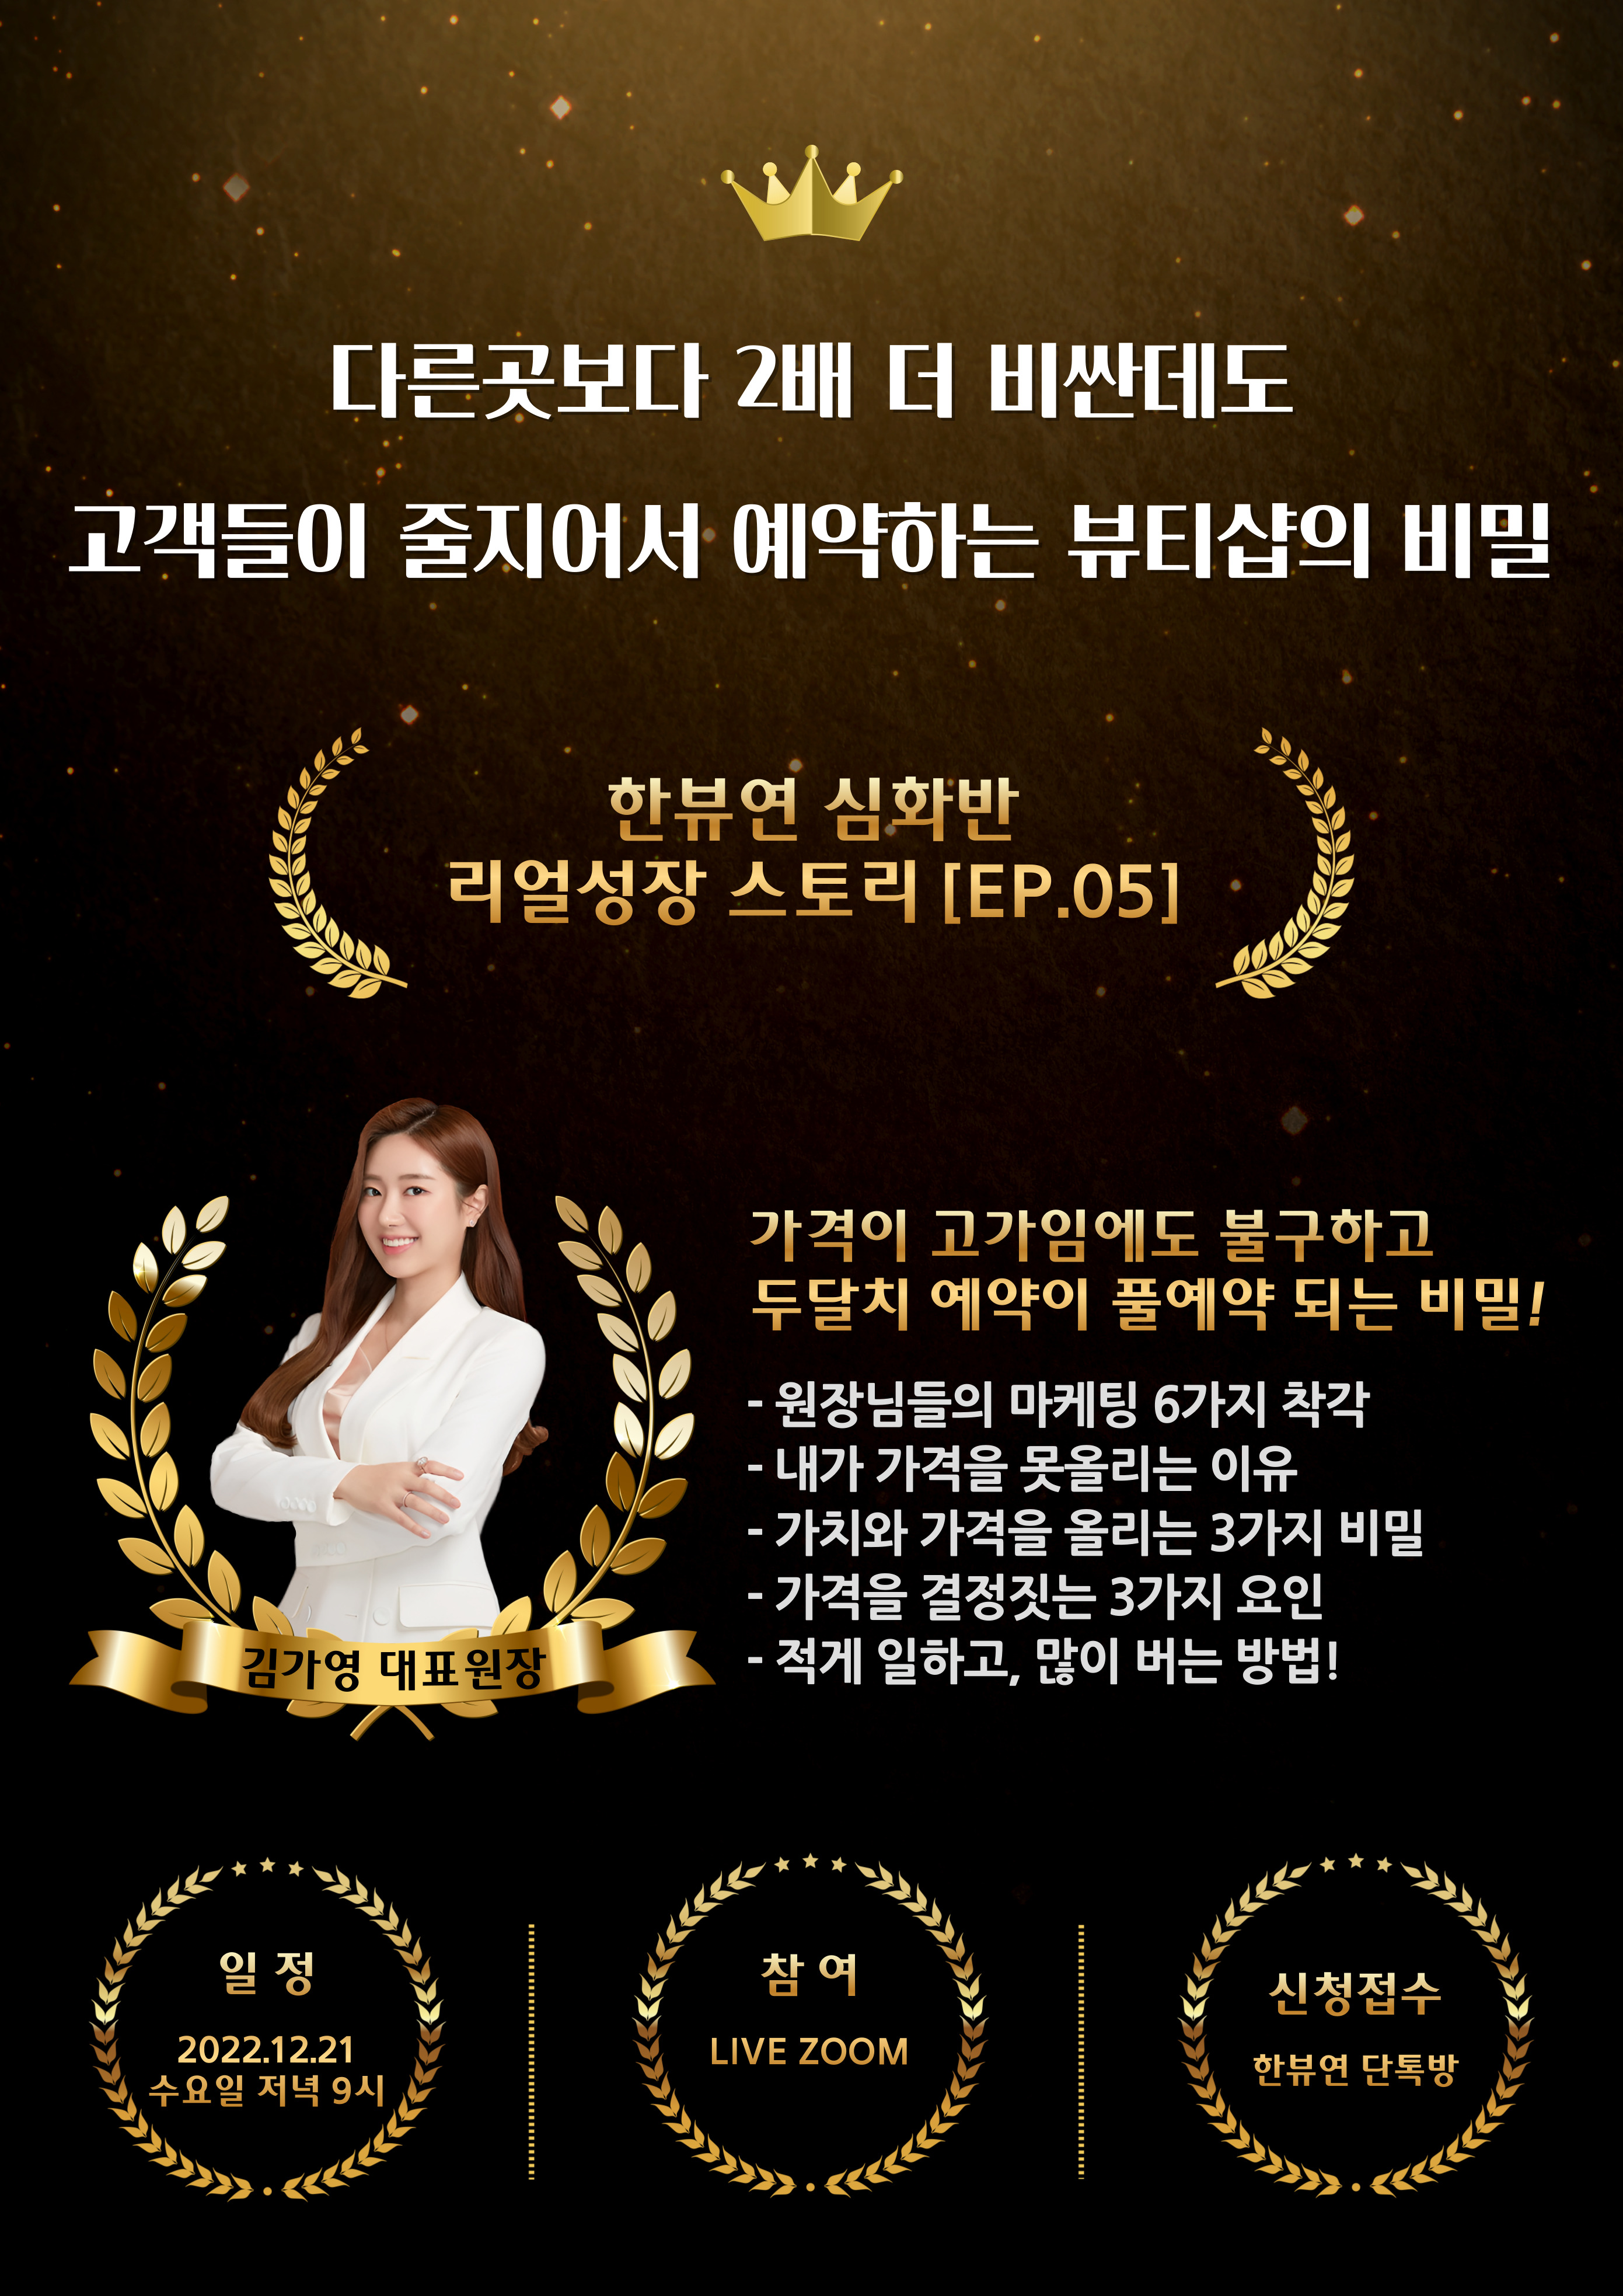 다른곳보다 2배 더 비싼데도
고객들이 줄지어서 예약하는 뷰티샵의 비밀
한뷰연 심화반
리얼성장 스토리 [EP.05]
가격이 고가임에도 불구하고
두달치 예약이 풀예약 되는 비밀!
- 원장님들의 마케팅 6가지 착각
- 내가 가격을 못올리는 이유
- 가치와 가격을 올리는 3가지 비밀
- 가격을 결정짓는 3가지 요인
- 적게 일하고, 많이 버는 방법!
김가영 대표원장
일 정
2022.12.21
수요일 저녁 9시
참 여
LIVE ZOOM
신청접수
한뷰연 단톡방